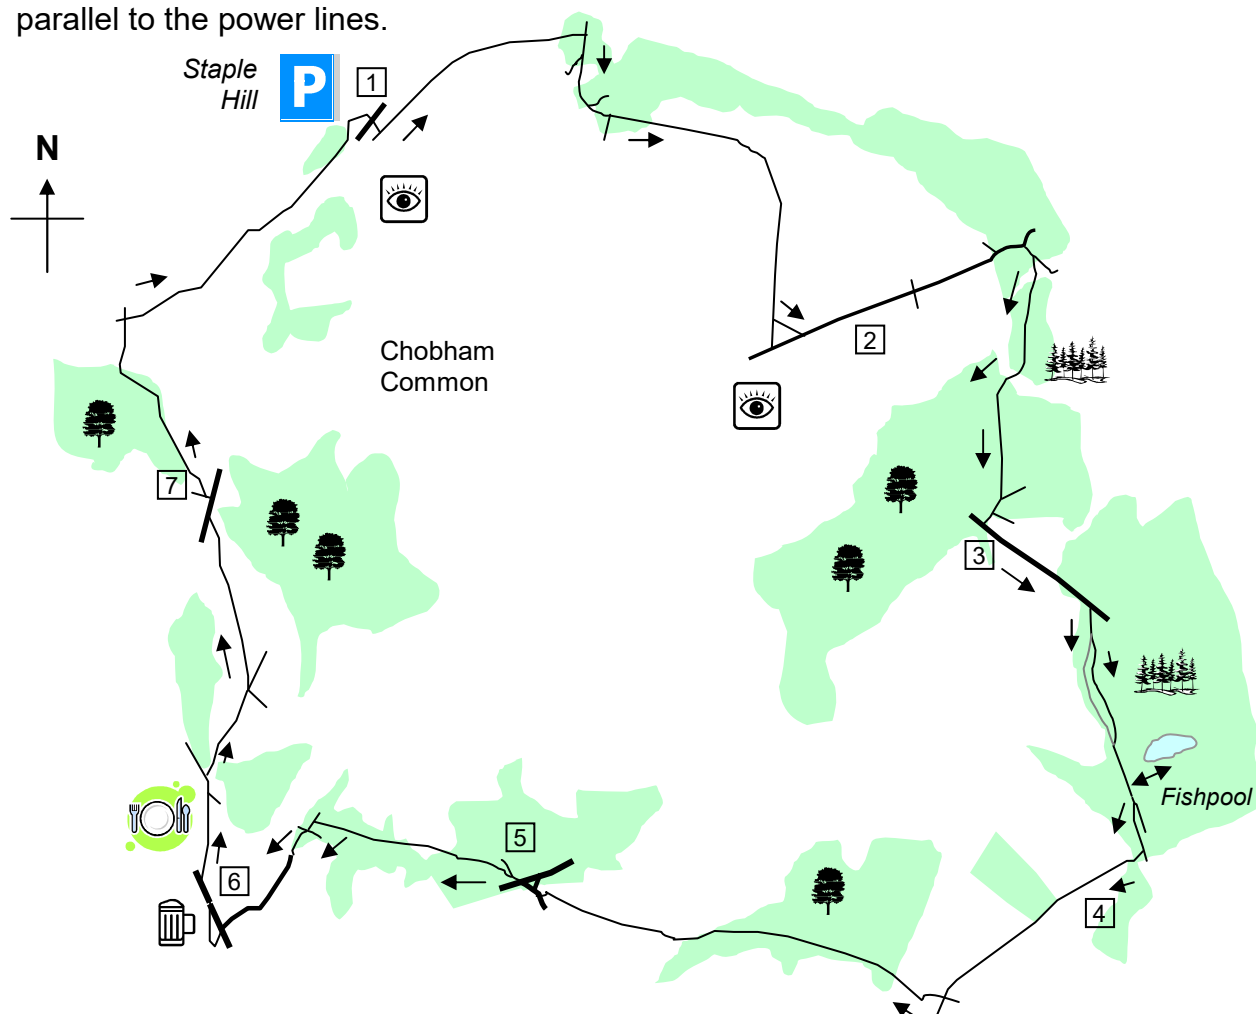 parallel to the power lines.
Staple
Hill
P
1
N
2
Chobham
Common
7
3
Fishpool
5
6
4